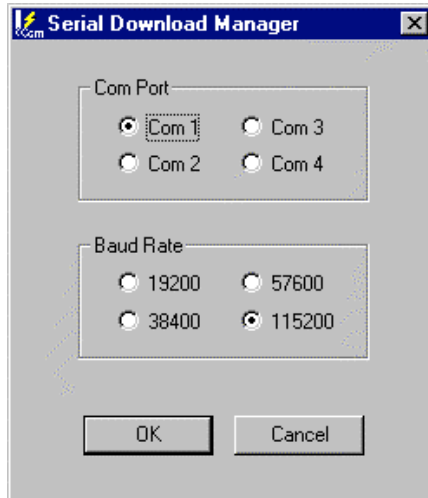 Serial Download Manager
Com Port
Com 1
Com 3
Com 2
Com 4
Baud Rate
19200
57600
38400
115200
OK
Cancel